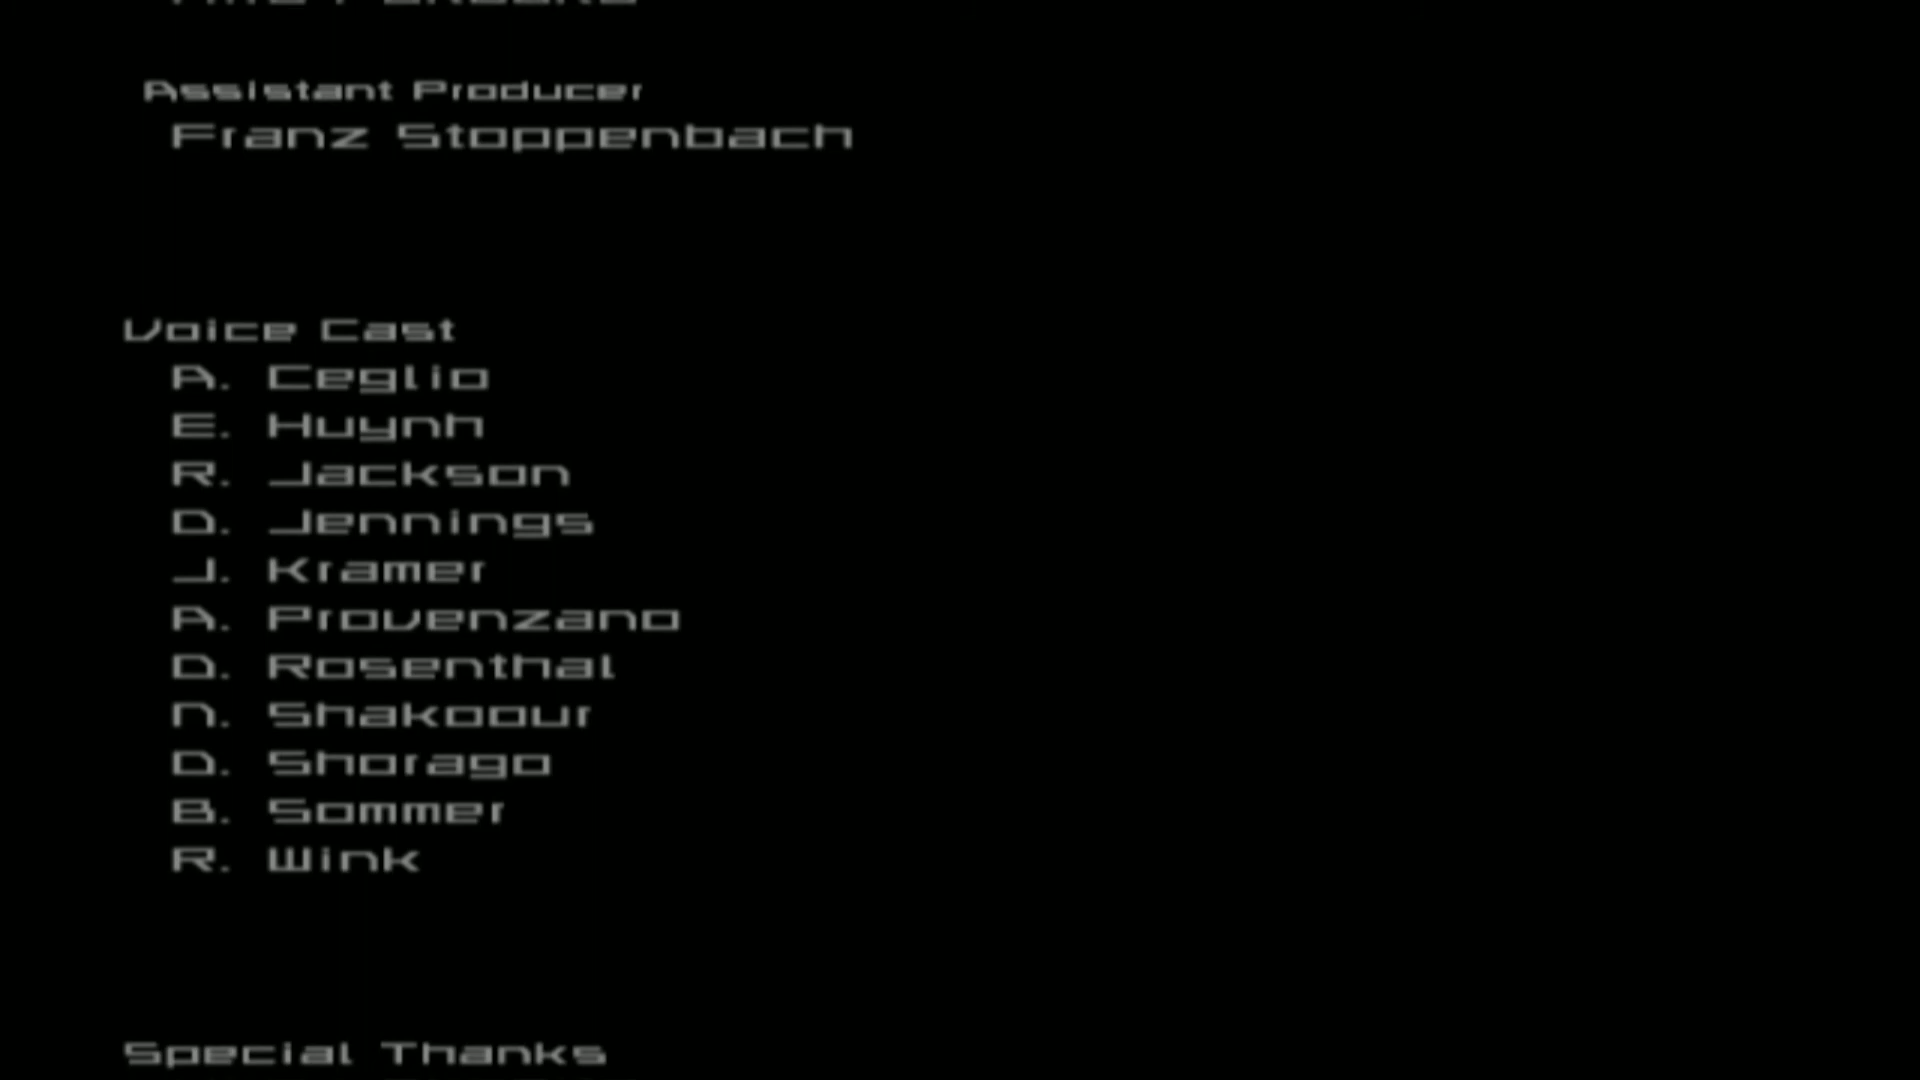 Assistant Producer
Franz Stoppenbach
Voice Cast
A. Ceglio
E. Huynh
R. Jackson
D. Jennings
J. Kramer
A. Provenzano
D. Rosenthal
N. Shakoour
D. Shorago
B. Sommer
R. Wink
Special Thanks